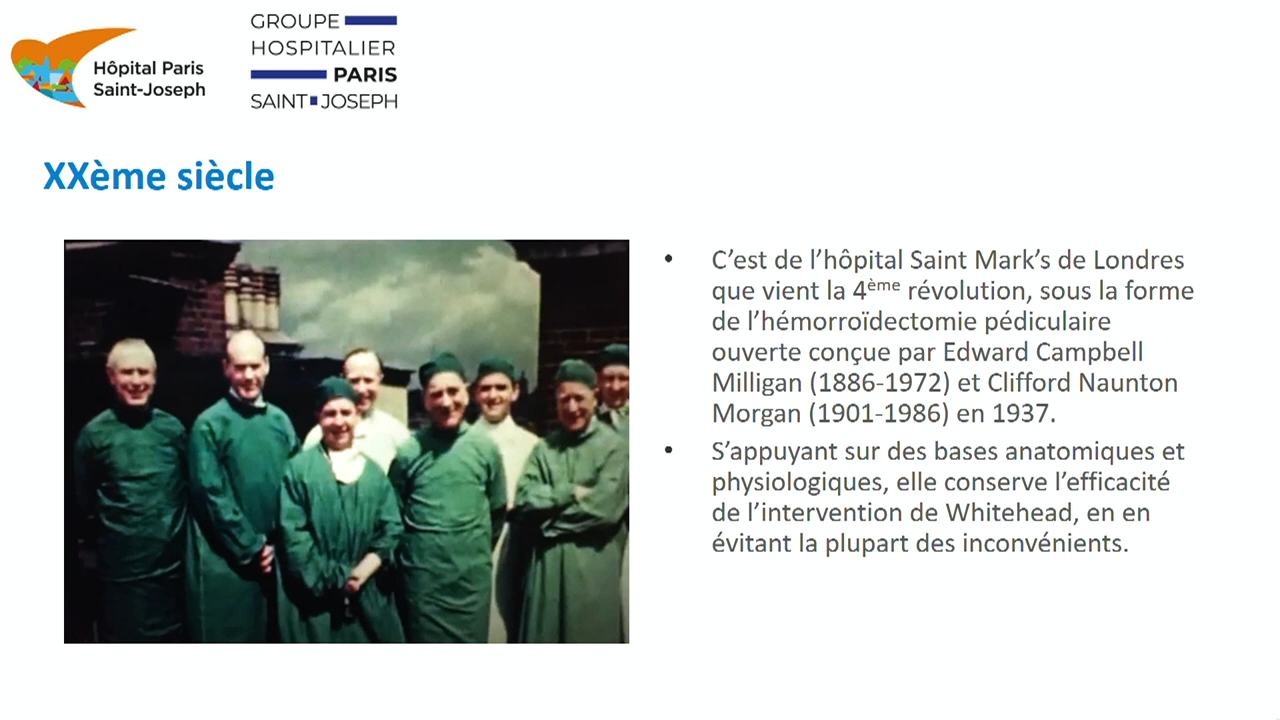 Hôpital Paris
Saint-Joseph
GROUPE
HOSPITALIER
PARIS
SAINT JOSEPH
XXème siècle
• C’est de l’hôpital Saint Mark’s de Londres
que vient la 4ème révolution, sous la forme
de l’hémorroïdectomie pédiculaire
ouverte conçue par Edward Campbell
Milligan (1886-1972) et Clifford Naunton
Morgan (1901-1986) en 1937.
• S’appuyant sur des bases anatomiques et
physiologiques, elle conserve l’efficacité
de l’intervention de Whitehead, en en
évitant la plupart des inconvénients.